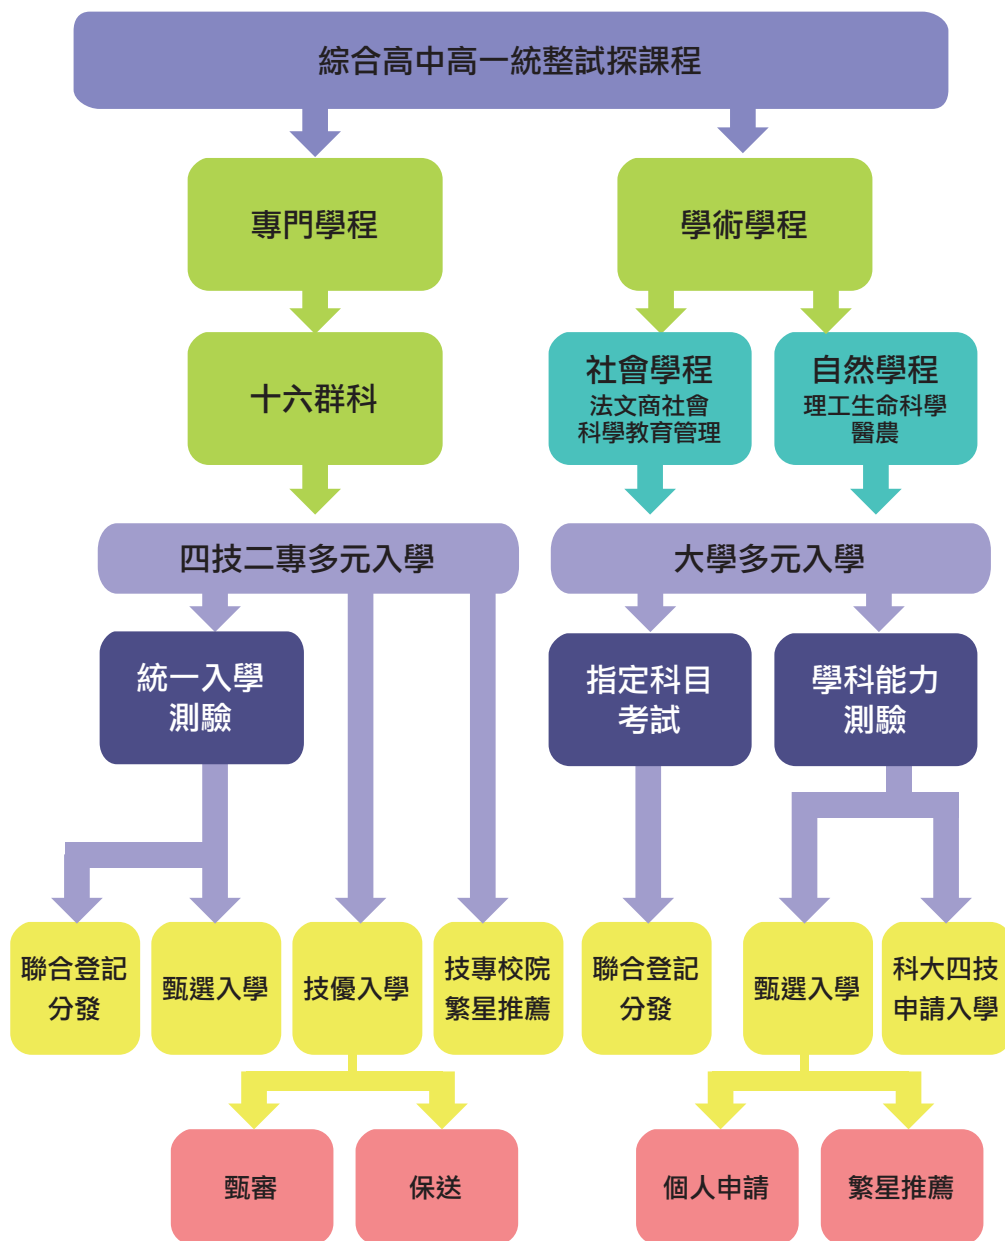 綜合高中高一統整試探課程
專門學程
學術學程
十六群科
社會學程
法文商社會
科學教育管理
自然學程
理工生命科學
醫農
四技二專多元入學
大學多元入學
統一入學
測驗
指定科目
考試
學科能力
測驗
聯合登記
分發
甄選入學
技優入學
技專校院
繁星推薦
聯合登記
分發
甄選入學
科大四技
申請入學
甄審
保送
個人申請
繁星推薦